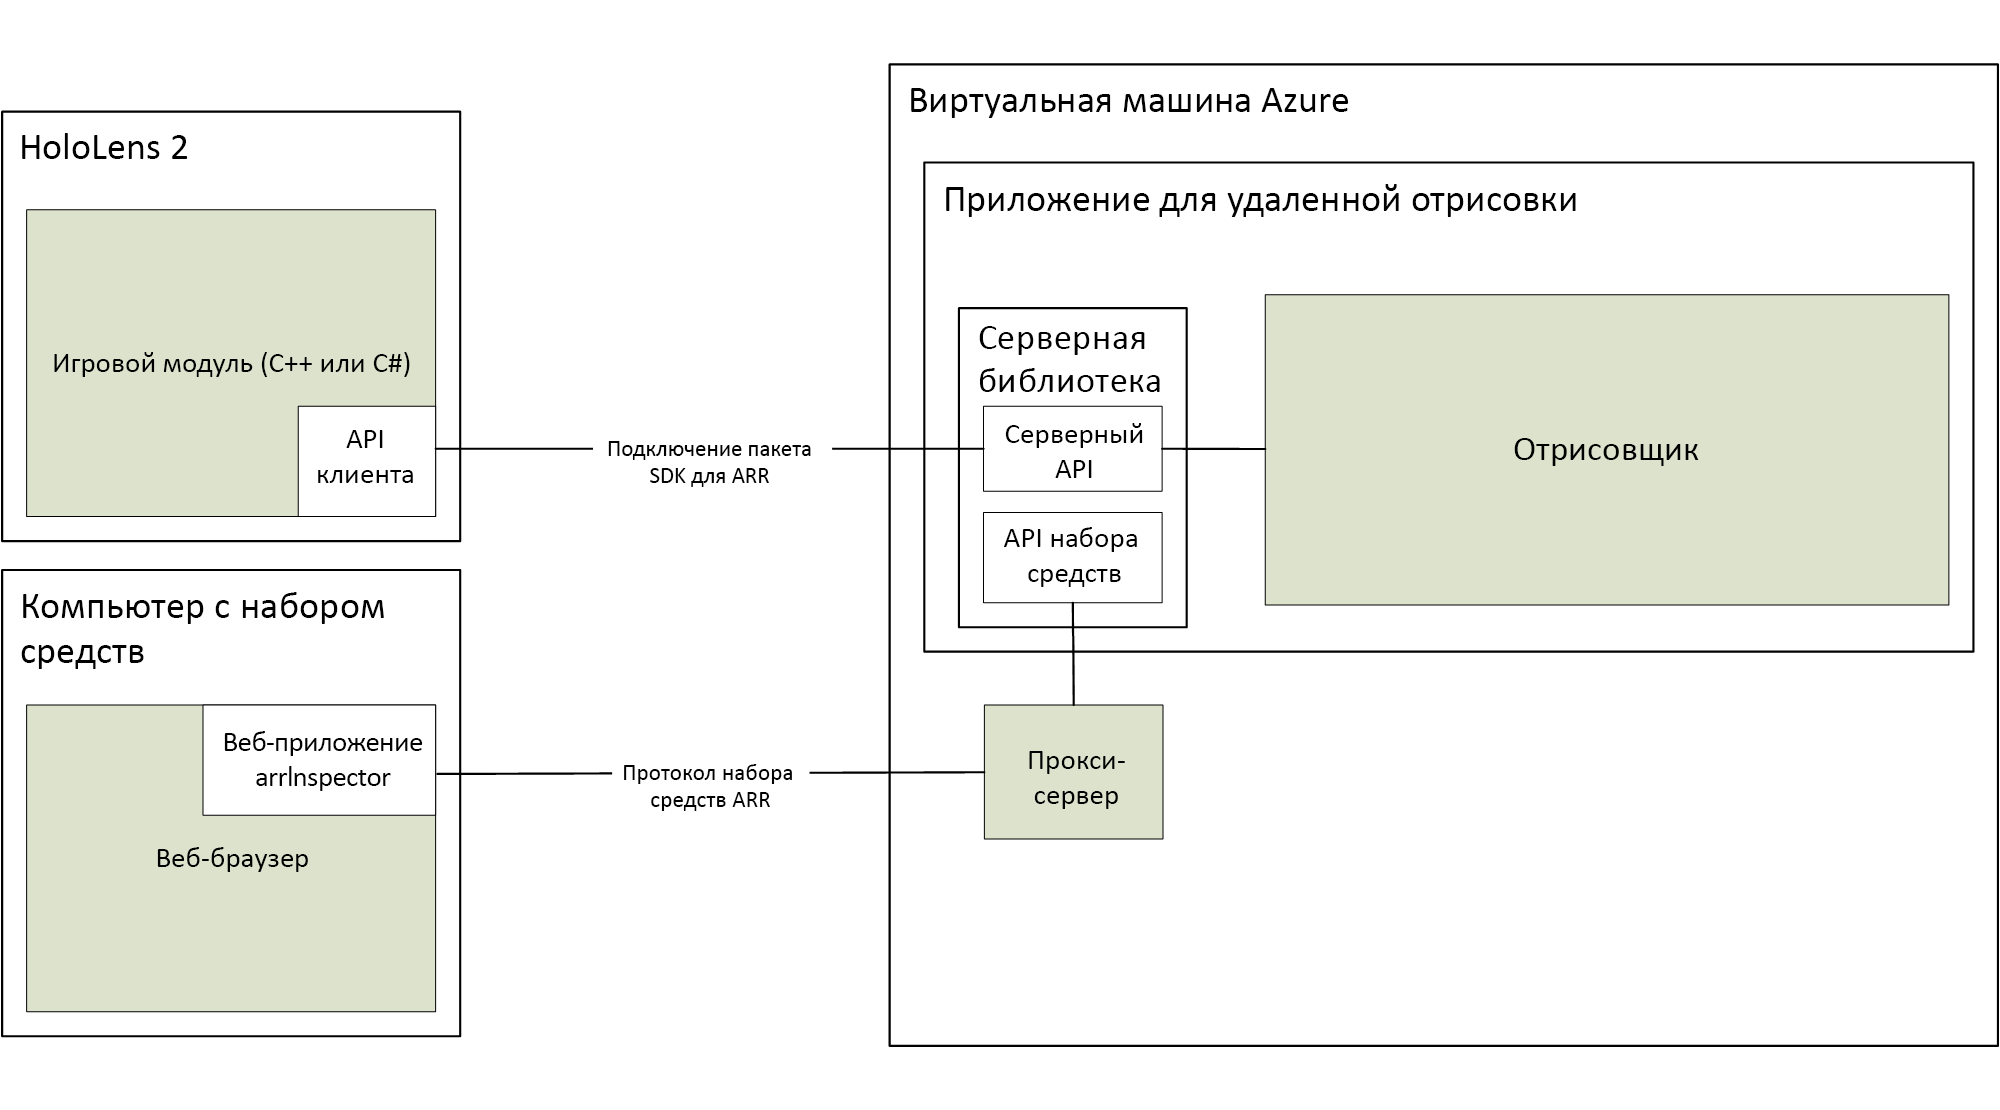 HoloLens 2
Игровой модуль (C++ или C#)
API
клиента
Компьютер с набором
средств
Веб-приложение
arrInspector
Веб-браузер
Подключение пакета
SDK для ARR
Протокол набора
средств ARR
Виртуальная машина Azure
Приложение для удаленной отрисовки
Серверная
библиотека
Серверный
API
API набора
средств
Отрисовщик
Прокси-
сервер